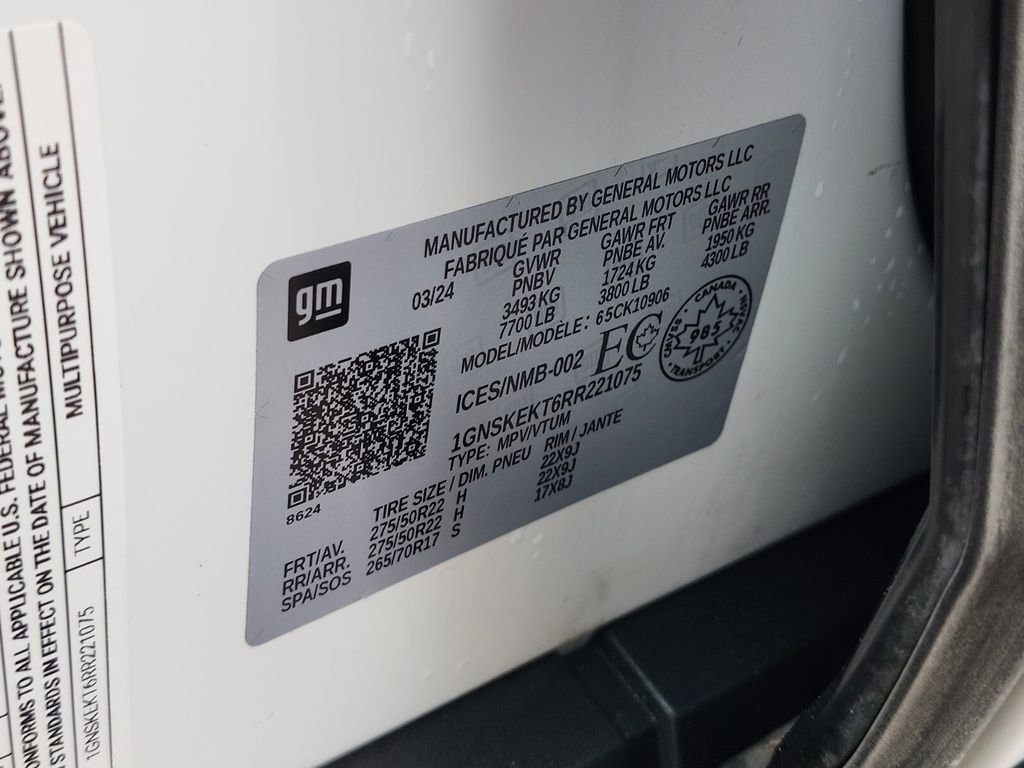 MANUFACTURED BY GENERAL MOTORS LLC
FABRIQUÉ PAR GENERAL MOTORS LLC
gm
03/24
GVWR GAWR FRT GAWR RR
PNBV PNBE AV. PNBE ARR.
3493 KG 1724 KG 1950 KG
7700 LB 3800 LB 4300 LB
MODEL/MODÈLE: 65CK10906
ICES/NMB-002 EC
CANADA
985
TRANSPORT
1GNSKEKT6RR221075
TYPE: MPV/VTUM
TIRE SIZE / DIM. PNEU RIM / JANTE
8624
FRT/AV. 275/50R22 H 22X9J
RR/ARR. 275/50R22 H 22X9J
SPA/SOS 265/70R17 S 17X8J
TO ALL APPLICABLE U.S. FEDERAL
STANDARDS IN EFFECT ON THE DATE OF MANUFACTURE SHOWN
1GNSKEKT6RR221075 TYPE MULTIPURPOSE VEHICLE